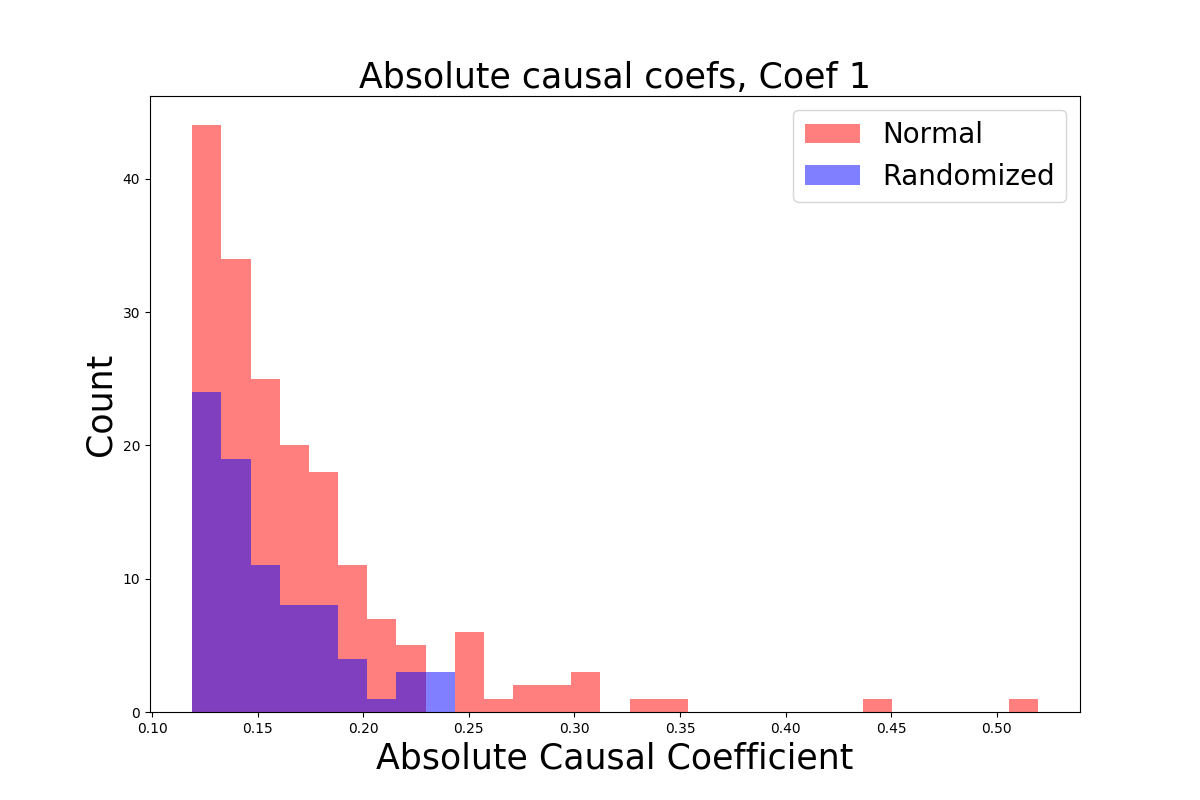 Absolute causal coefs, Coef 1
Normal
Randomized
Count
40
30
20
10
0
0.10 0.15 0.20 0.25 0.30 0.35 0.40 0.45 0.50
Absolute Causal Coefficient